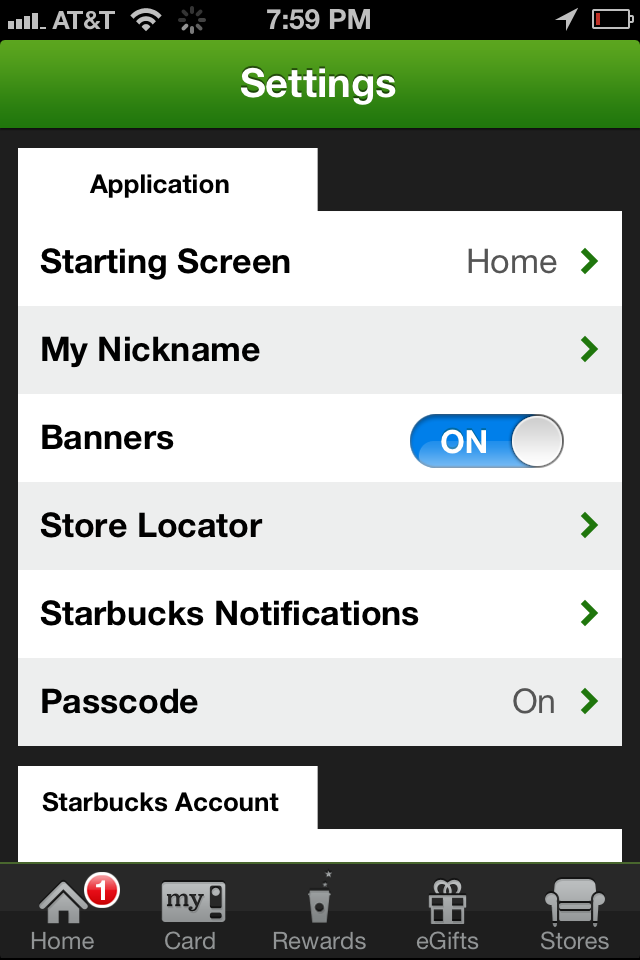 AT&T 7:59 PM
Settings
Application
Starting Screen Home
My Nickname
Banners ON
Store Locator
Starbucks Notifications
Passcode On
Starbucks Account
1
my
Home Card Rewards eGifts Stores